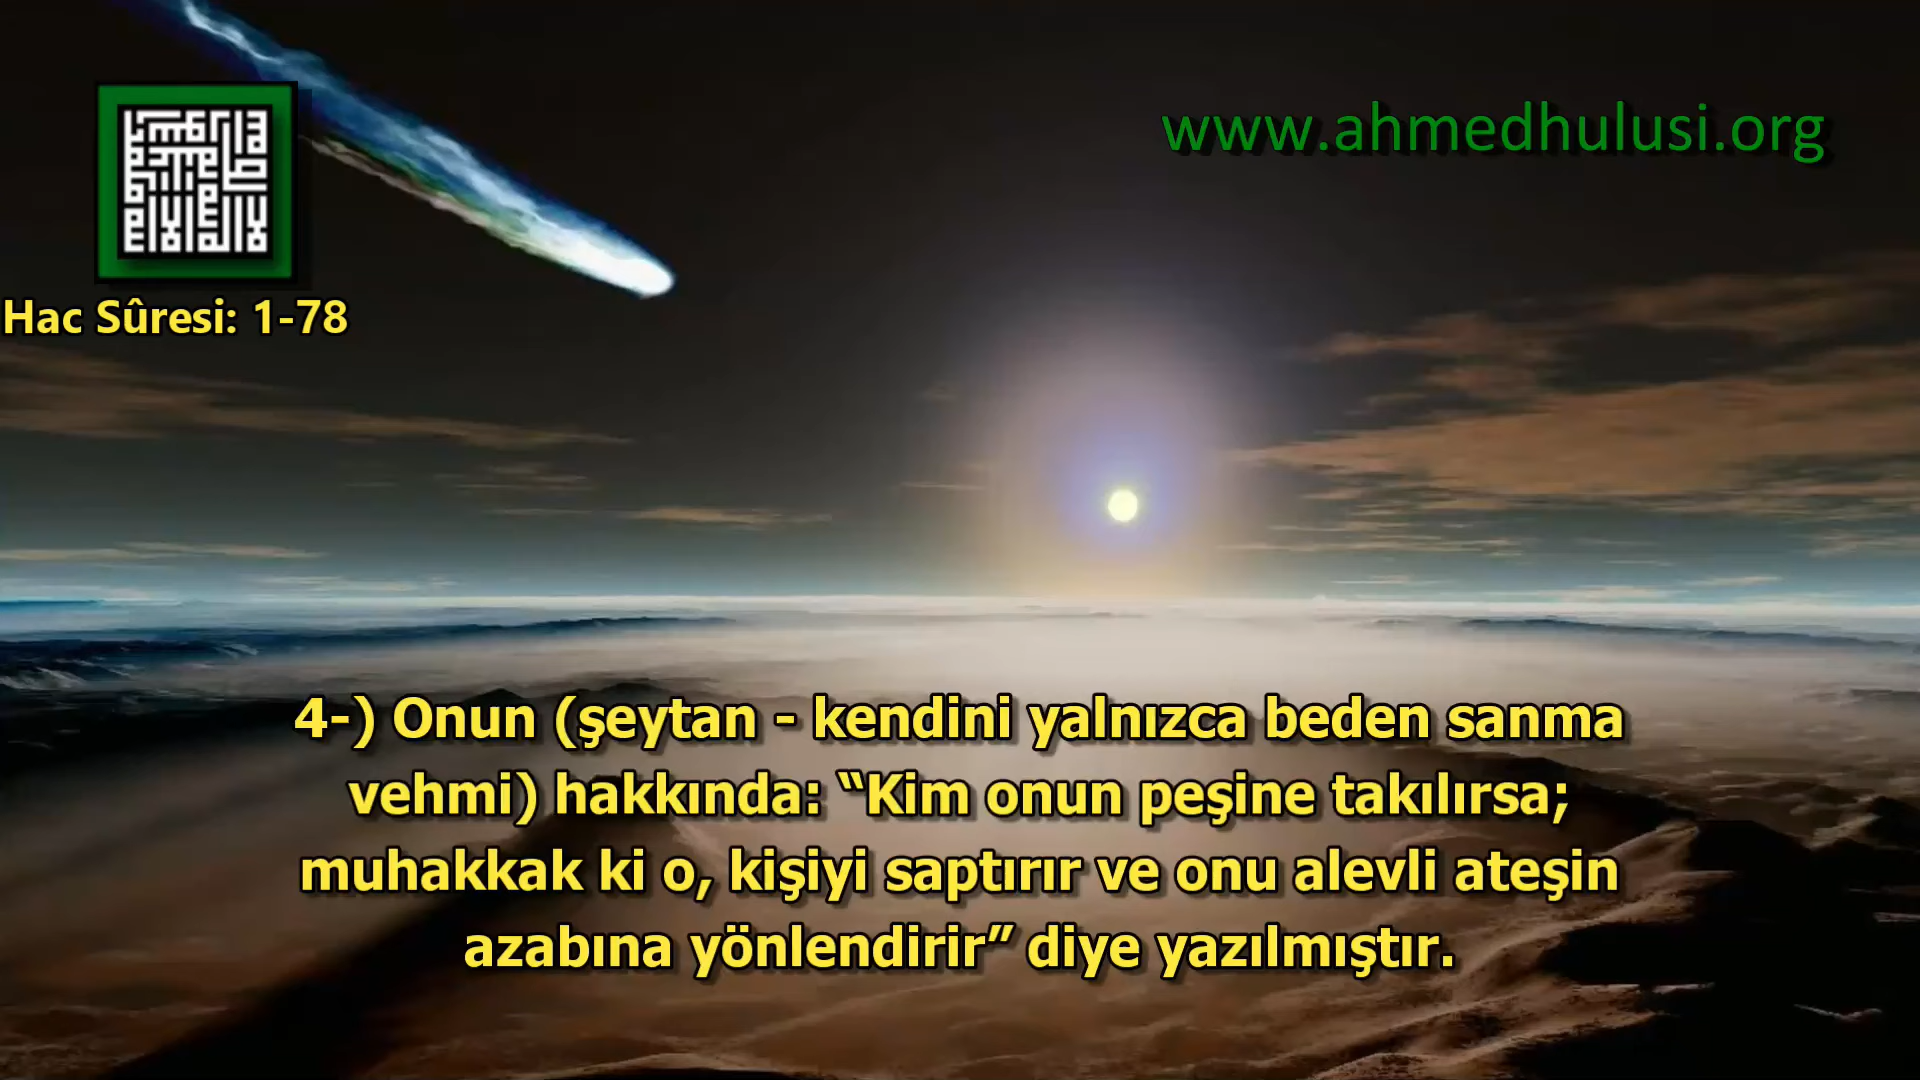 www.ahmedhulusi.org
Hac Sûresi: 1-78
4-) Onun (şeytan - kendini yalnızca beden sanma
vehmi) hakkında: “Kim onun peşine takılırsa;
muhakkak ki o, kişiyi saptırır ve onu alevli ateşin
azabına yönlendirir” diye yazılmıştır.